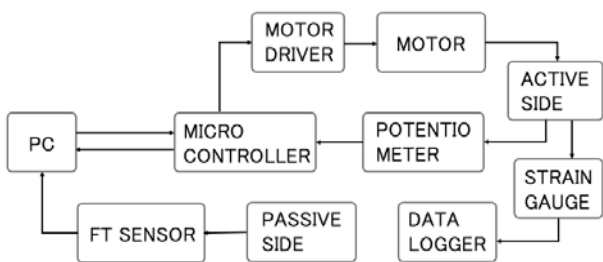 MOTOR
DRIVER
MOTOR
ACTIVE
SIDE
PC
MICRO
CONTROLLER
POTENTIO
METER
STRAIN
GAUGE
FT SENSOR
PASSIVE
SIDE
DATA
LOGGER